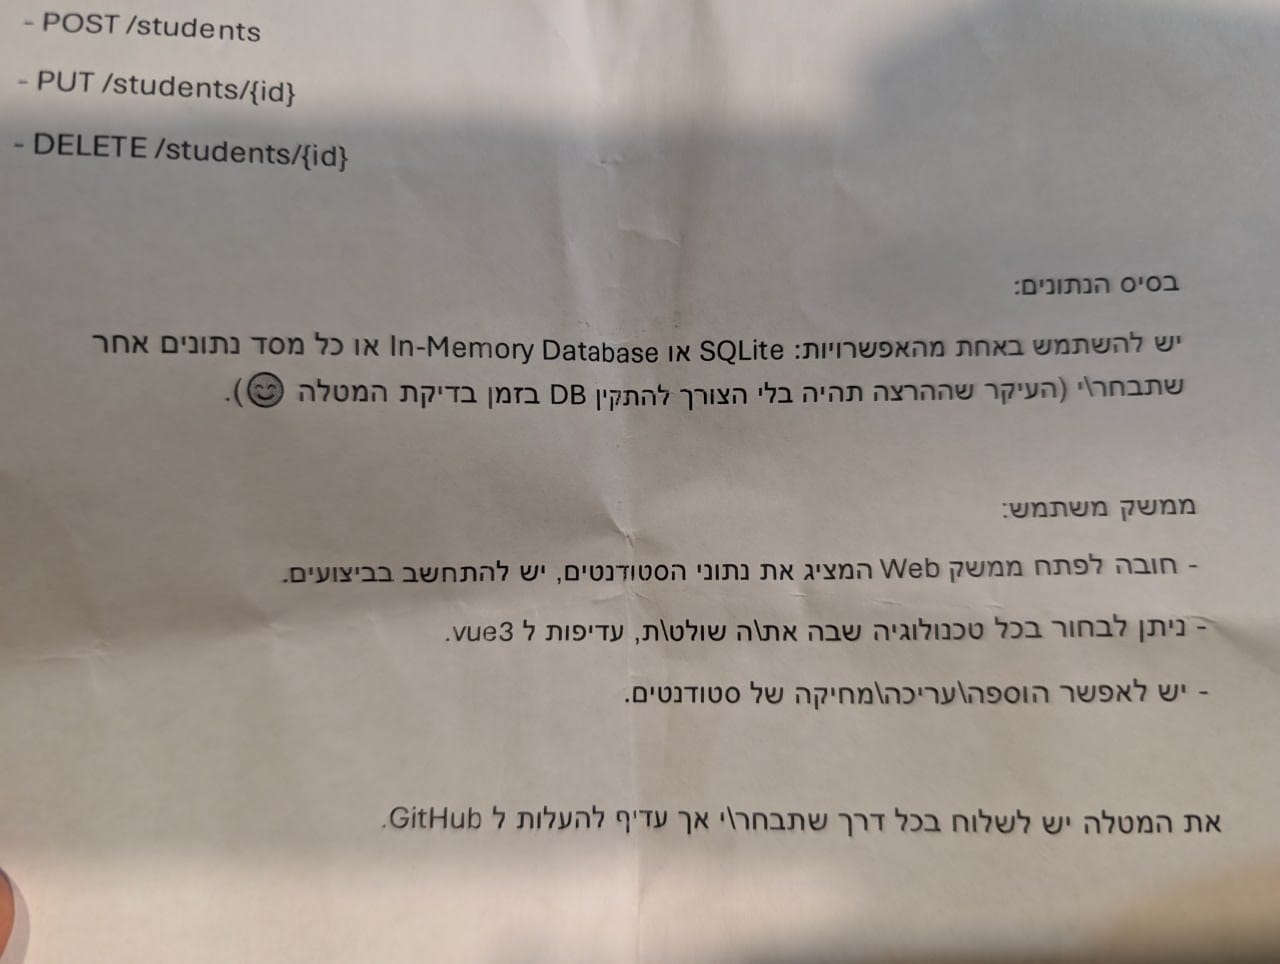 - POST /students
- PUT /students/{id}
- DELETE /students/{id}
בסיס הנתונים:
יש להשתמש באחת מהאפשרויות: SQLite או In-Memory Database או כל מסד נתונים אחר
שתבחר\י (העיקר שההרצה תהיה בלי הצורך להתקין DB בזמן בדיקת המטלה 😊).
ממשק משתמש:
- חובה לפתח ממשק Web המציג את נתוני הסטודנטים, יש להתחשב בביצועים.
- ניתן לבחור בכל טכנולוגיה שבה את\ה שולט\ת, עדיפות ל vue3.
- יש לאפשר הוספה\עריכה\מחיקה של סטודנטים.
את המטלה יש לשלוח בכל דרך שתבחר\י אך עדיף להעלות ל GitHub.